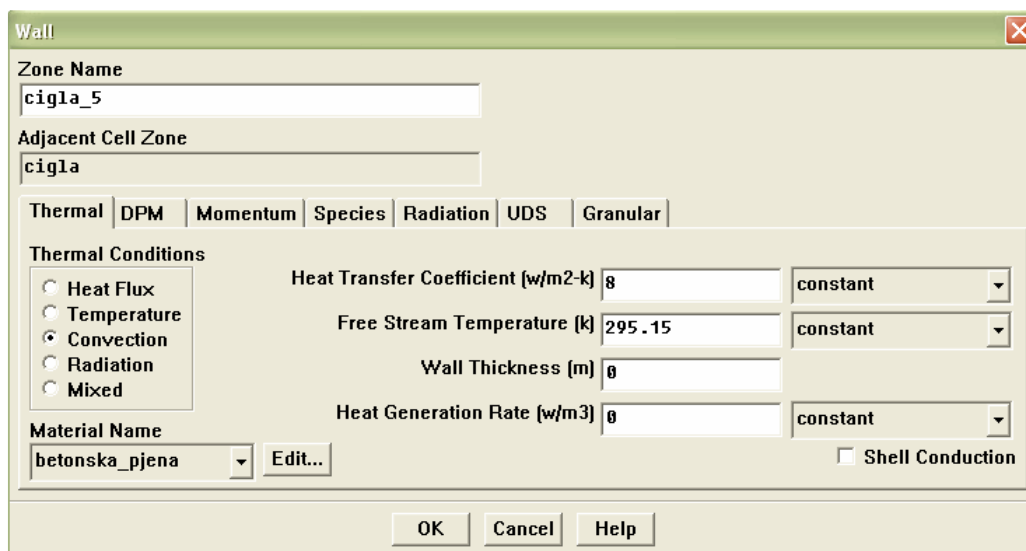 Wall
Zone Name
cigla_5
Adjacent Cell Zone
cigla
Thermal DPM Momentum Species Radiation UDS Granular
Thermal Conditions
Heat Flux
Temperature
Convection
Radiation
Mixed
Material Name
betonska_pjena Edit...
Heat Transfer Coefficient (w/m2-k) 8 constant
Free Stream Temperature (k) 295.15 constant
Wall Thickness (m) 0
Heat Generation Rate (w/m3) 0 constant
Shell Conduction
OK Cancel Help